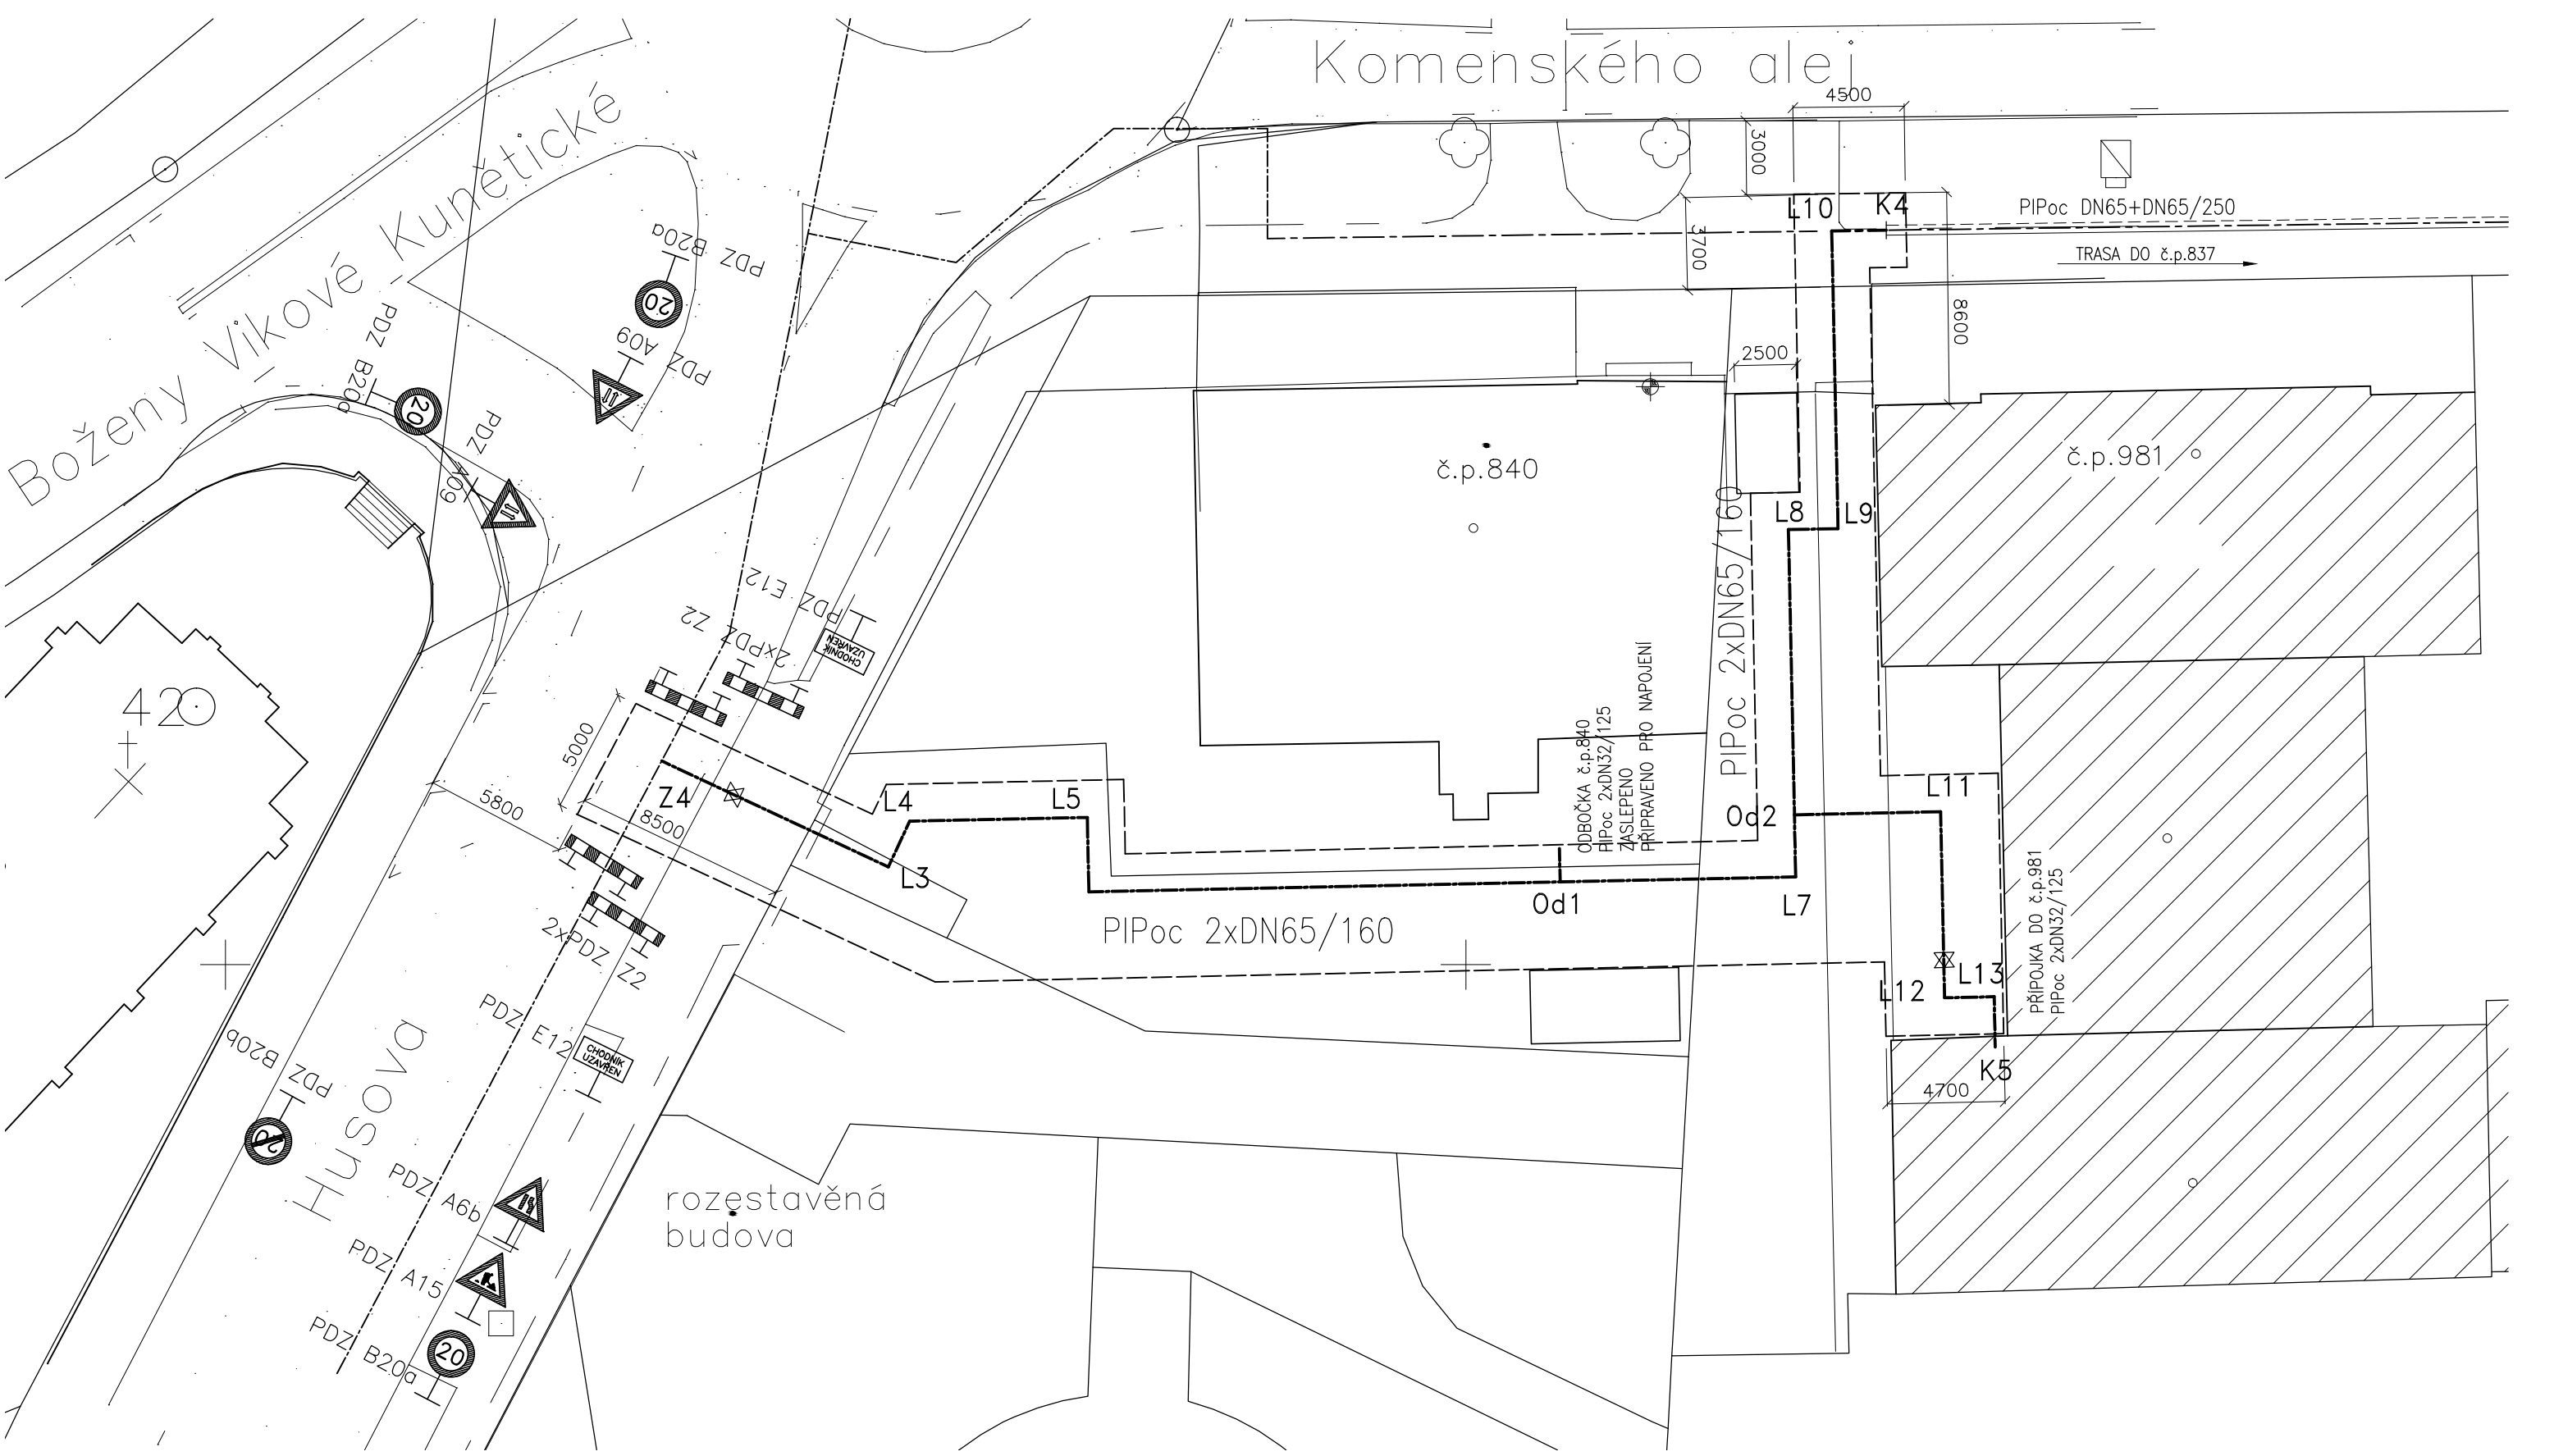 Komenského alej
4500
3000
Boženy Vikové Kunětické
L10
K4
PIPoc DN65+DN65/250
3700
TRASA DO č.p.837
PDZ B20a
20
8600
PDZ A09
PDZ B20a
20
2500
PDZ A09
č.p.840
č.p.981
L8
L9
PIPoc 2xDN65/160
PDZ E12
CHODNÍK
UZAVŘEN
2xPDZ Z2
420
5000
5800
Z4
8500
L4
L5
L3
ODBOČKA č.p.840
PIPoc 2xDN32/125
ZASLEPENO
PŘIPRAVENO PRO NAPOJENÍ
Od2
L11
Od1
L7
PIPoc 2xDN65/160
2xPDZ Z2
L12
L13
PŘÍPOJKA DO č.p.981
PIPoc 2xDN32/125
K5
4700
PDZ E12
CHODNÍK
UZAVŘEN
PDZ B20b
20
Husova
PDZ A6b
rozestavěná
budova
PDZ A15
PDZ B20a
20